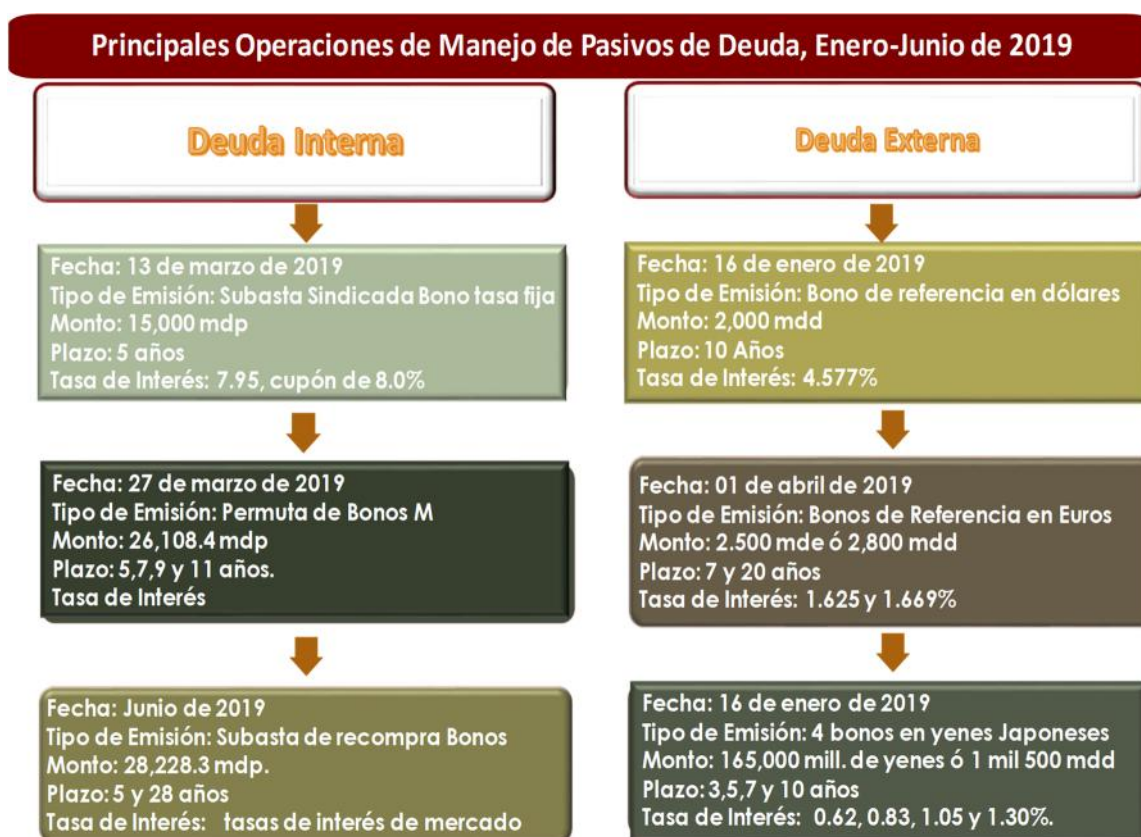 Principales Operaciones de Manejo de Pasivos de Deuda, Enero-Junio de 2019
Deuda Interna
Fecha: 13 de marzo de 2019
Tipo de Emisión: Subasta Sindicada Bono tasa fija
Monto: 15,000 mdp
Plazo: 5 años
Tasa de Interés: 7.95, cupón de 8.0%
Fecha: 27 de marzo de 2019
Tipo de Emisión: Permuta de Bonos M
Monto: 26,108.4 mdp
Plazo: 5,7,9 y 11 años.
Tasa de Interés
Fecha: Junio de 2019
Tipo de Emisión: Subasta de recompra Bonos
Monto: 28,228.3 mdp.
Plazo: 5 y 28 años
Tasa de Interés: tasas de interés de mercado
Deuda Externa
Fecha: 16 de enero de 2019
Tipo de Emisión: Bono de referencia en dólares
Monto: 2,000 mdd
Plazo: 10 Años
Tasa de Interés: 4.577%
Fecha: 01 de abril de 2019
Tipo de Emisión: Bonos de Referencia en Euros
Monto: 2.500 mde ó 2,800 mdd
Plazo: 7 y 20 años
Tasa de Interés: 1.625 y 1.669%
Fecha: 16 de enero de 2019
Tipo de Emisión: 4 bonos en yenes Japoneses
Monto: 165,000 mill. de yenes ó 1 mil 500 mdd
Plazo: 3,5,7 y 10 años
Tasa de Interés: 0.62, 0.83, 1.05 y 1.30%.